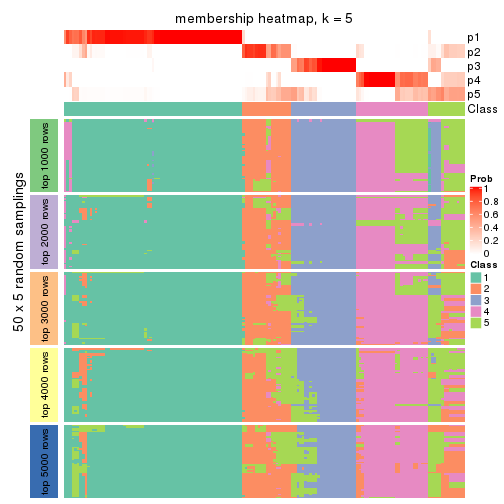 membership heatmap, k = 5
p1
p2
p3
p4
p5
Class
50 x 5 random samplings
top 1000 rows
top 2000 rows
top 3000 rows
top 4000 rows
top 5000 rows
Prob
1
0.8
0.6
0.4
0.2
0
Class
1
2
3
4
5